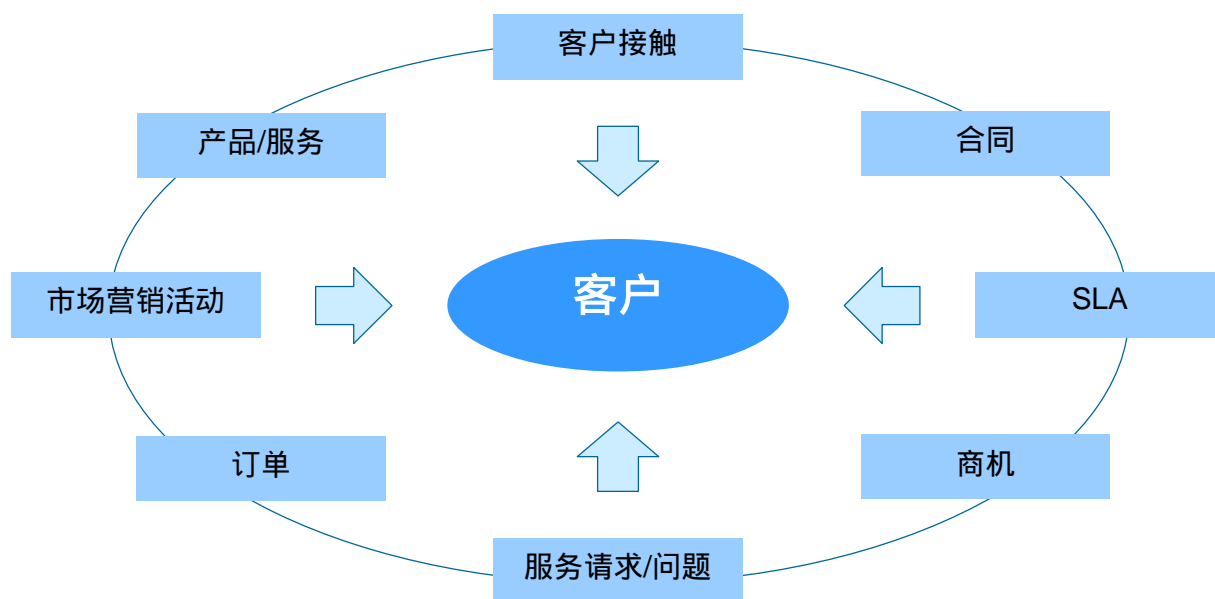 客户接触
产品/服务
合同
市场营销活动
客户
SLA
订单
商机
服务请求/问题